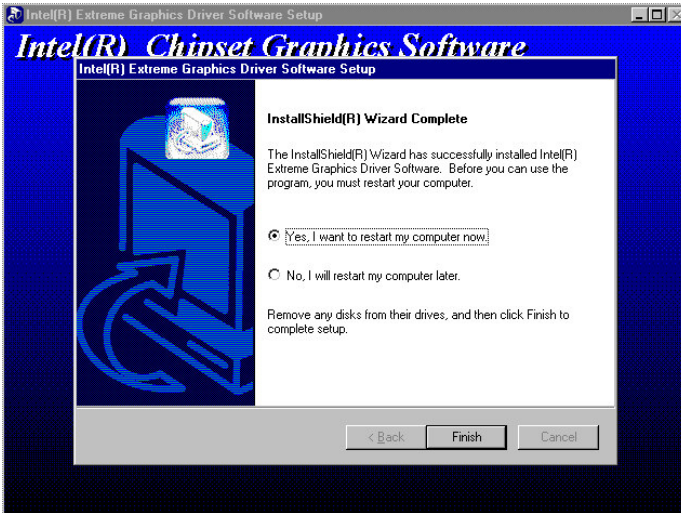 Intel(R) Extreme Graphics Driver Software Setup
Intel(R) Chipset Graphics Software
Intel(R) Extreme Graphics Driver Software Setup
InstallShield(R) Wizard Complete
The InstallShield(R) Wizard has successfully installed Intel(R)
Extreme Graphics Driver Software. Before you can use the
program, you must restart your computer.
Yes, I want to restart my computer now.
No, I will restart my computer later.
Remove any disks from their drives, and then click Finish to
complete setup.
< Back
Finish
Cancel